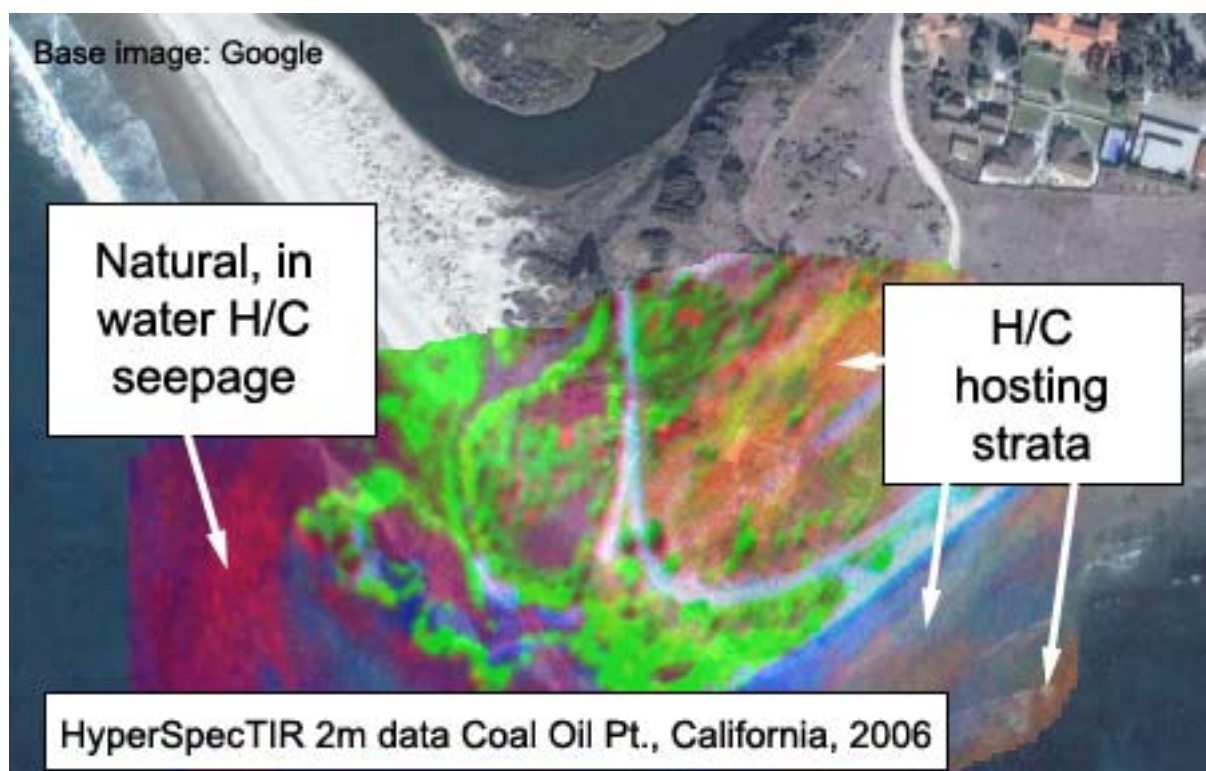 Base image: Google
Natural, in
water H/C
seepage
H/C
hosting
strata
HyperSpecTIR 2m data Coal Oil Pt., California, 2006